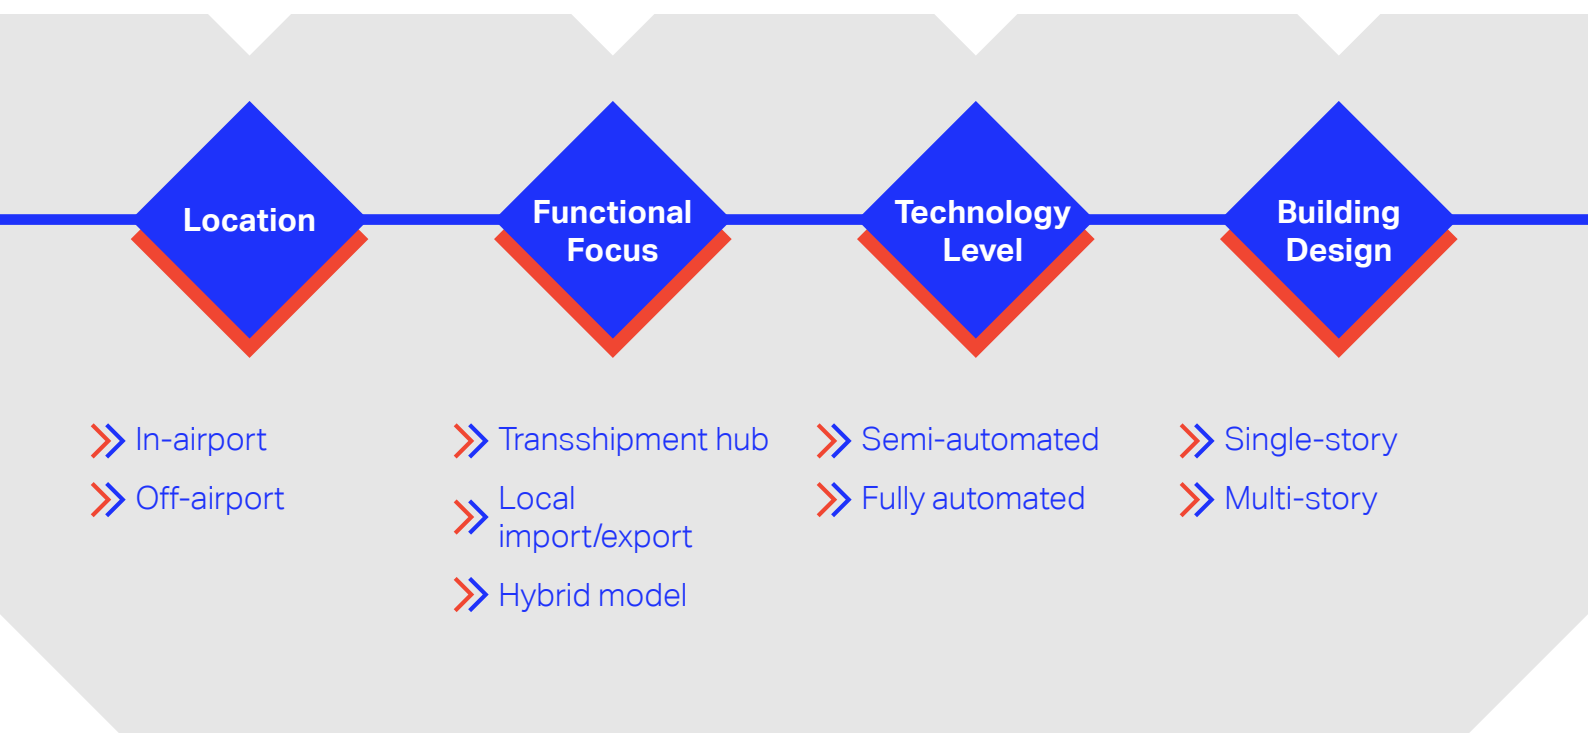 Location
Functional
Focus
Technology
Level
Building
Design
In-airport
Off-airport
Transshipment hub
Local
import/export
Hybrid model
Semi-automated
Fully automated
Single-story
Multi-story